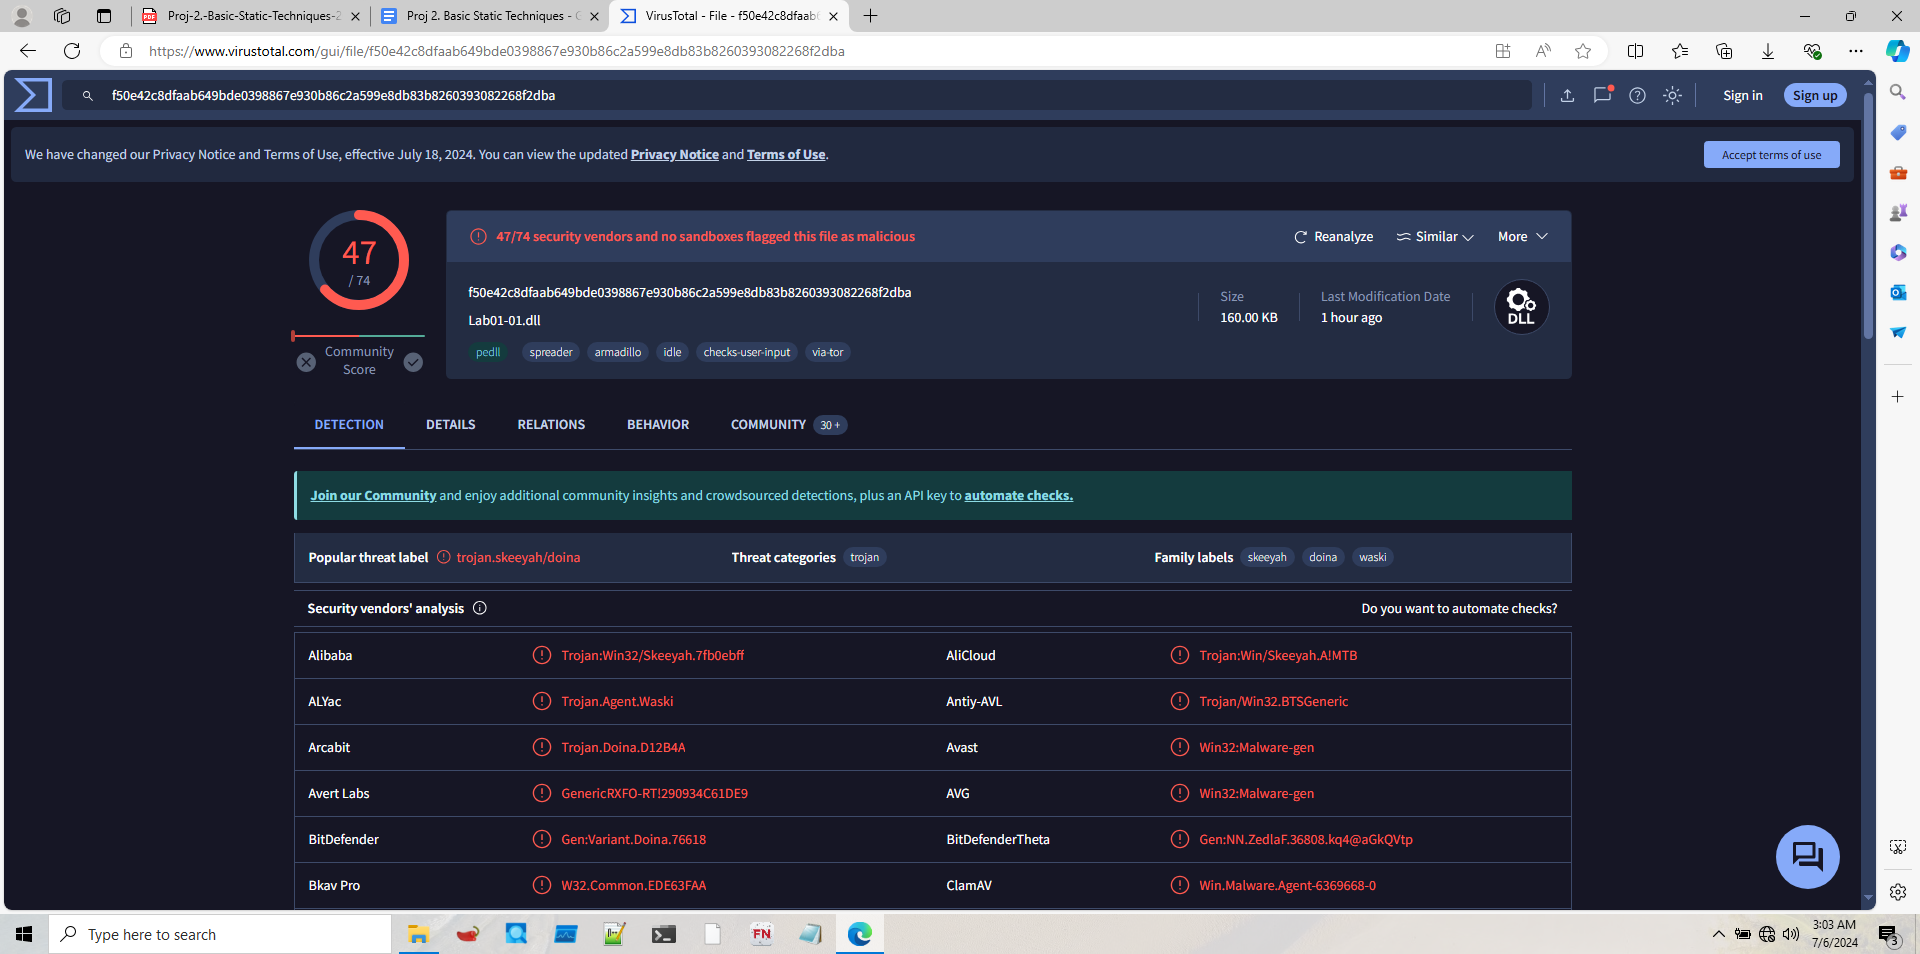 Proj-2.-Basic-Static-Techniques-2
Proj 2. Basic Static Techniques - G
VirusTotal - File - f50e42c8dfaab6
https://www.virustotal.com/gui/file/f50e42c8dfaab649bde0398867e930b86c2a599e8db83b8260393082268f2dba
f50e42c8dfaab649bde0398867e930b86c2a599e8db83b8260393082268f2dba
Sign in
Sign up
We have changed our Privacy Notice and Terms of Use, effective July 18, 2024. You can view the updated Privacy Notice and Terms of Use.
Accept terms of use
47
/ 74
Community
Score
47/74 security vendors and no sandboxes flagged this file as malicious
Reanalyze
Similar
More
f50e42c8dfaab649bde0398867e930b86c2a599e8db83b8260393082268f2dba
Lab01-01.dll
pedll spreader armadillo idle checks-user-input via-tor
Size
160.00 KB
Last Modification Date
1 hour ago
DLL
DETECTION DETAILS RELATIONS BEHAVIOR COMMUNITY 30 +
Join our Community and enjoy additional community insights and crowdsourced detections, plus an API key to automate checks.
Popular threat label trojan.skeeyah/doina Threat categories trojan Family labels skeeyah doina waski
Security vendors' analysis Do you want to automate checks?
Alibaba Trojan:Win32/Skeeyah.7fb0ebff AliCloud Trojan:Win/Skeeyah.A!MTB
ALYac Trojan.Agent.Waski Antiy-AVL Trojan/Win32.BTSGeneric
Arcabit Trojan.Doina.D12B4A Avast Win32:Malware-gen
Avert Labs GenericRXFO-RT!290934C61DE9 AVG Win32:Malware-gen
BitDefender Gen:Variant.Doina.76618 BitDefenderTheta Gen:NN.ZedlaF.36808.kq4@aGkQVtp
Bkav Pro W32.Common.EDE63FAA ClamAV Win.Malware.Agent-6369668-0
Type here to search
FN
3:03 AM
7/6/2024
3